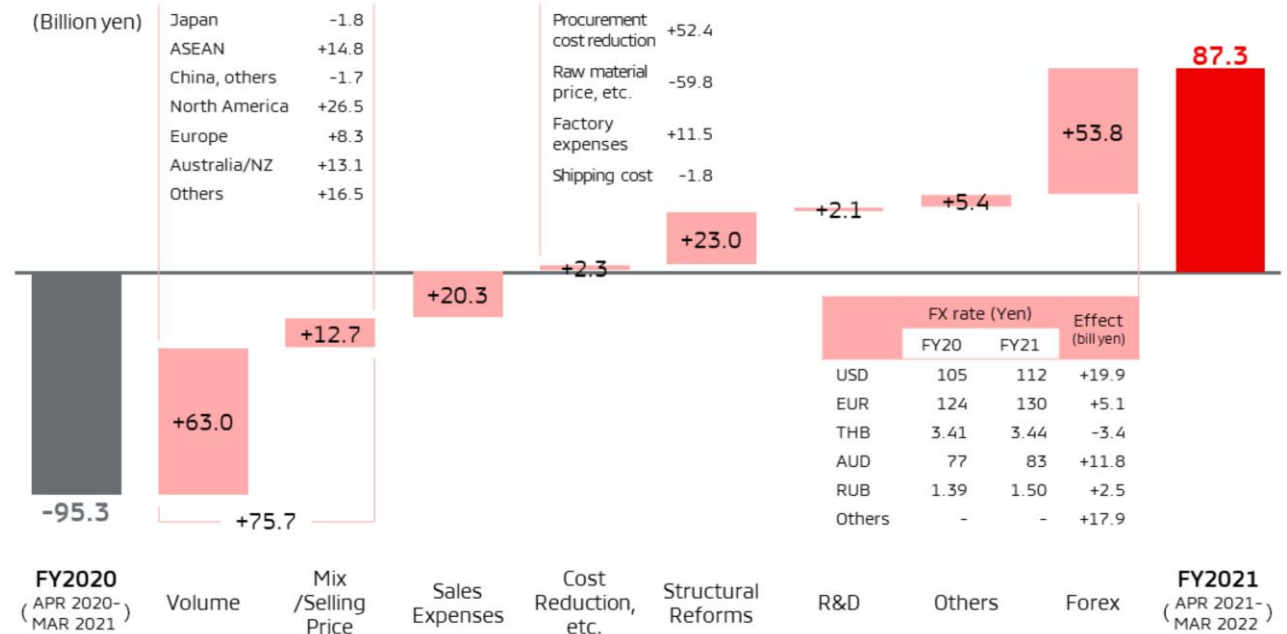 (Billion yen)
Japan -1.8
ASEAN +14.8
China, others -1.7
North America +26.5
Europe +8.3
Australia/NZ +13.1
Others +16.5
Procurement
cost reduction +52.4
Raw material
price, etc. -59.8
Factory
expenses +11.5
Shipping cost -1.8
87.3
+53.8
+5.4
+2.1
+23.0
+2.3
+20.3
+12.7
+63.0
-95.3
+75.7
FX rate (Yen) Effect
(bill yen)
FY20 FY21
USD 105 112 +19.9
EUR 124 130 +5.1
THB 3.41 3.44 -3.4
AUD 77 83 +11.8
RUB 1.39 1.50 +2.5
Others - - +17.9
FY2020
(APR 2020-
MAR 2021)
Volume
Mix
/Selling
Price
Sales
Expenses
Cost
Reduction,
etc.
Structural
Reforms
R&D
Others
Forex
FY2021
(APR 2021-
MAR 2022)